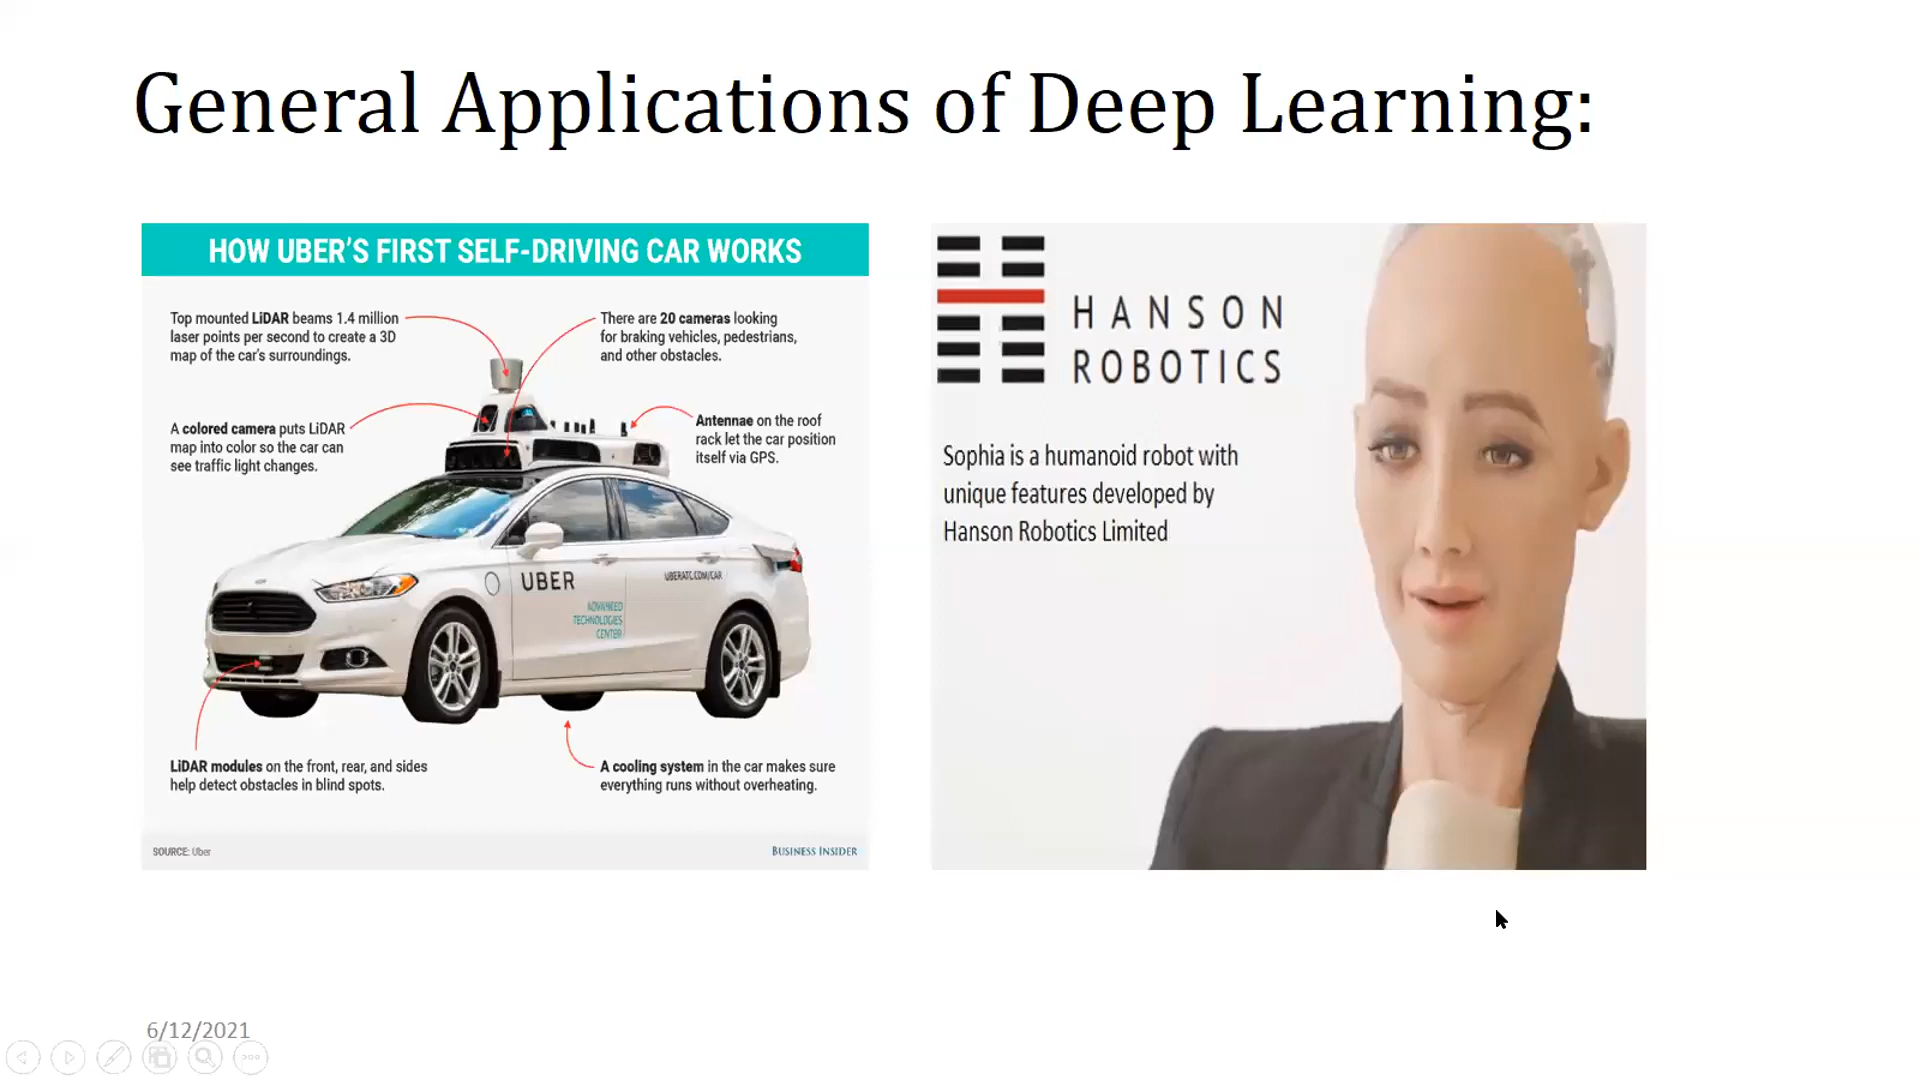 General Applications of Deep Learning:
HOW UBER'S FIRST SELF-DRIVING CAR WORKS
Top mounted LiDAR beams 1.4 million
laser points per second to create a 3D
map of the car's surroundings.
There are 20 cameras looking
for braking vehicles, pedestrians,
and other obstacles.
A colored camera puts LiDAR
map into color so the car can
see traffic light changes.
Antennae on the roof
rack let the car position
itself via GPS.
UBER
UBERATC.COM/CAR
ADVANCED
TECHNOLOGIES
CENTER
LiDAR modules on the front, rear, and sides
help detect obstacles in blind spots.
A cooling system in the car makes sure
everything runs without overheating.
SOURCE: Uber
BUSINESS INSIDER
HANSON
ROBOTICS
Sophia is a humanoid robot with
unique features developed by
Hanson Robotics Limited
6/12/2021